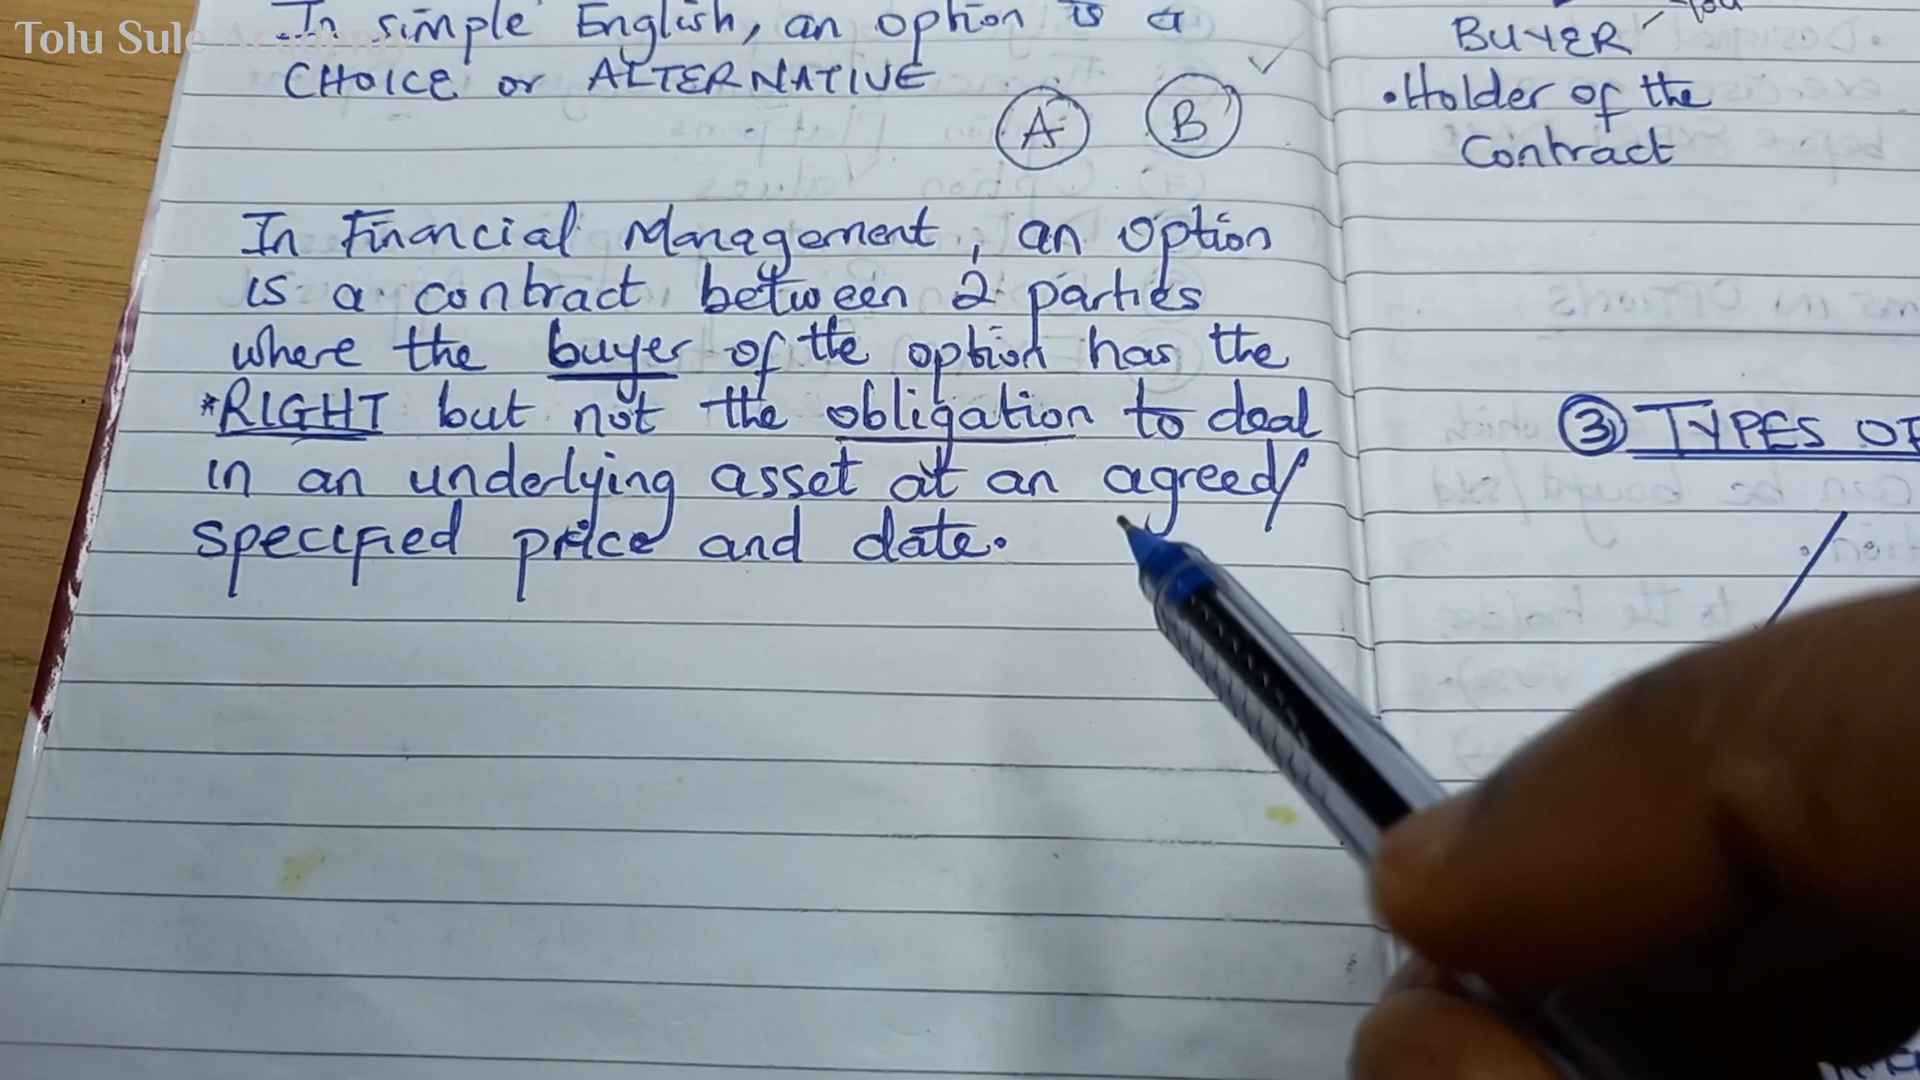 Tolu Sule Academy
In simple English, an option is a
CHOICE or ALTERNATIVE
A B
In Financial Management, an option
is a contract between 2 parties
where the buyer of the option has the
*RIGHT but not the obligation to deal
in an underlying asset at an agreed/
specified price and date.
BUYER - You
•Holder of the
Contract
③ TYPES OF